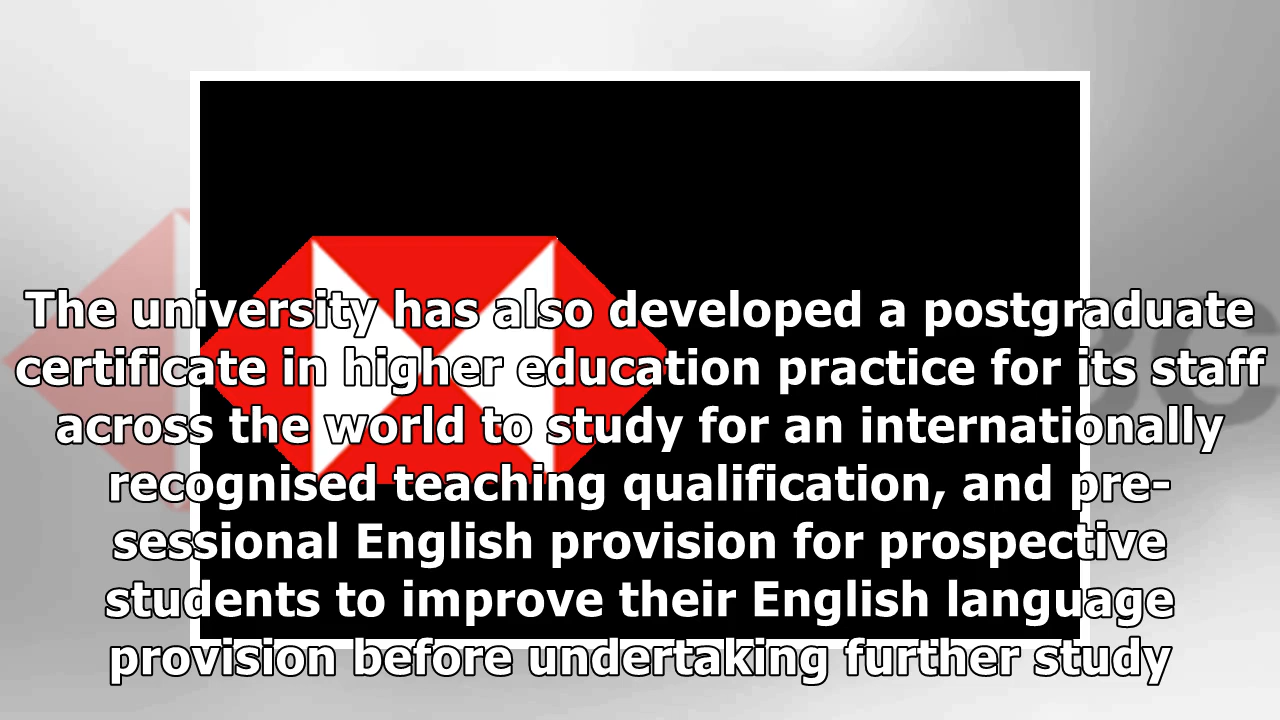 The university has also developed a postgraduate
certificate in higher education practice for its staff
across the world to study for an internationally
recognised teaching qualification, and pre-
sessional English provision for prospective
students to improve their English language
provision before undertaking further study